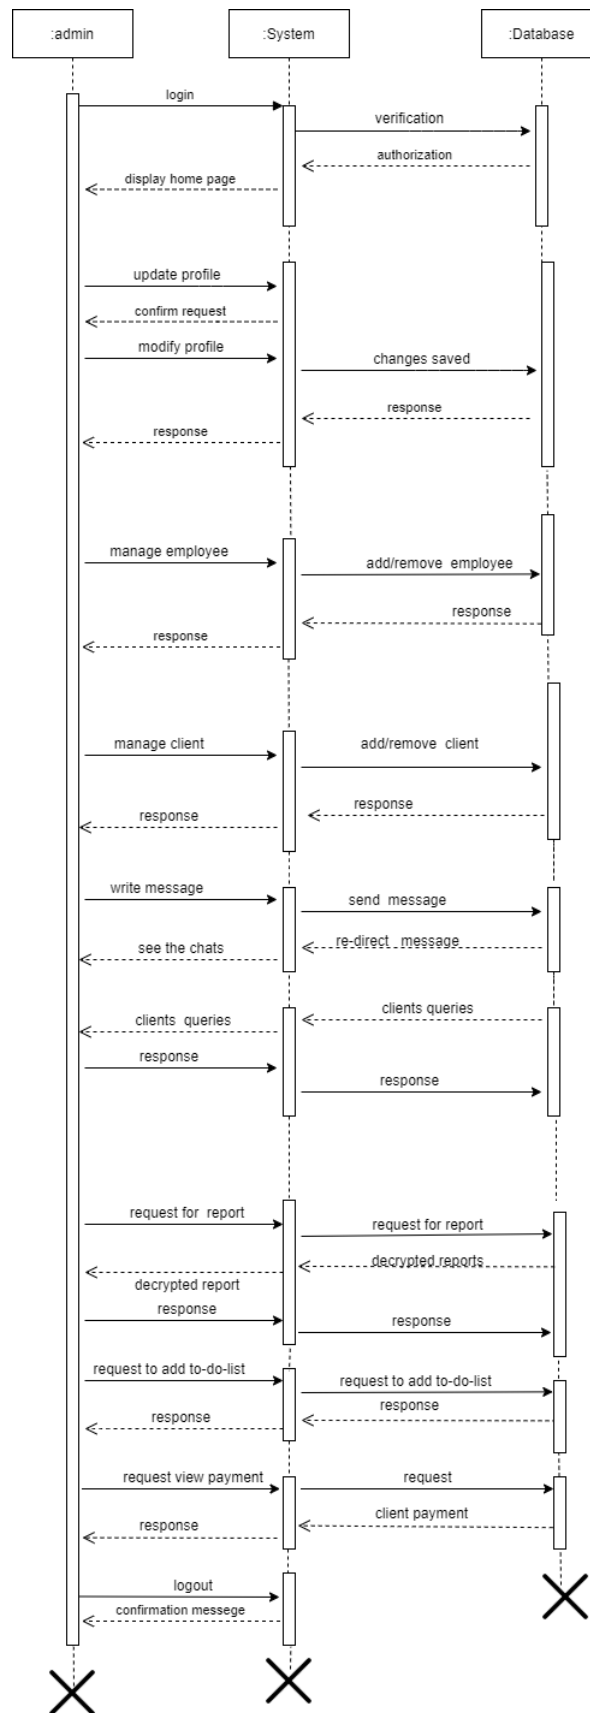 :admin
:System
:Database
login
verification
authorization
display home page
update profile
confirm request
modify profile
changes saved
response
response
manage employee
add/remove employee
response
response
manage client
add/remove client
response
response
write message
send message
re-direct message
see the chats
clients queries
clients queries
response
response
request for report
request for report
decrypted reports
decrypted report
response
response
request to add to-do-list
request to add to-do-list
response
response
request view payment
request
client payment
response
logout
confirmation messege